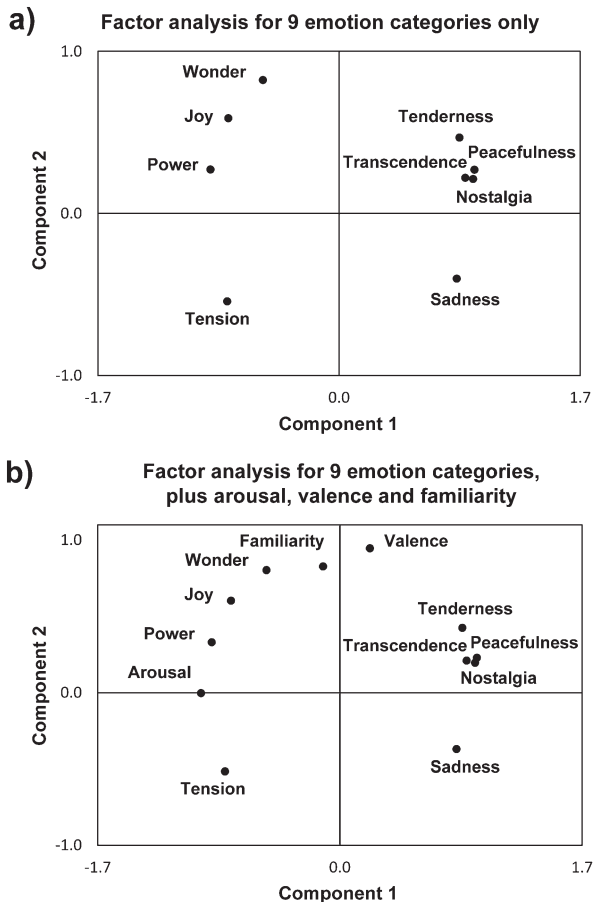 a)
Factor analysis for 9 emotion categories only
1.0
Wonder
Joy
Tenderness
Power
Transcendence
Peacefulness
Nostalgia
Component 2
0.0
Sadness
Tension
-1.0
-1.7
0.0
1.7
Component 1
b)
Factor analysis for 9 emotion categories,
plus arousal, valence and familiarity
1.0
Familiarity
Valence
Wonder
Joy
Tenderness
Power
Transcendence
Peacefulness
Arousal
Nostalgia
Component 2
0.0
Sadness
Tension
-1.0
-1.7
0.0
1.7
Component 1